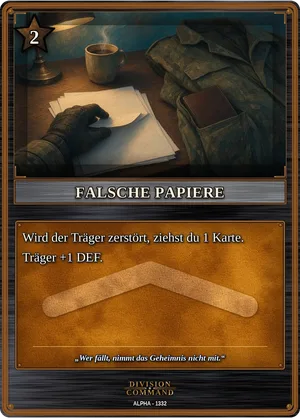 2
FALSCHE PAPIERE
Wird der Träger zerstört, ziehst du 1 Karte.
Träger +1 DEF.
„Wer fällt, nimmt das Geheimnis nicht mit.“
DIVISION
COMMAND
ALPHA - 1332